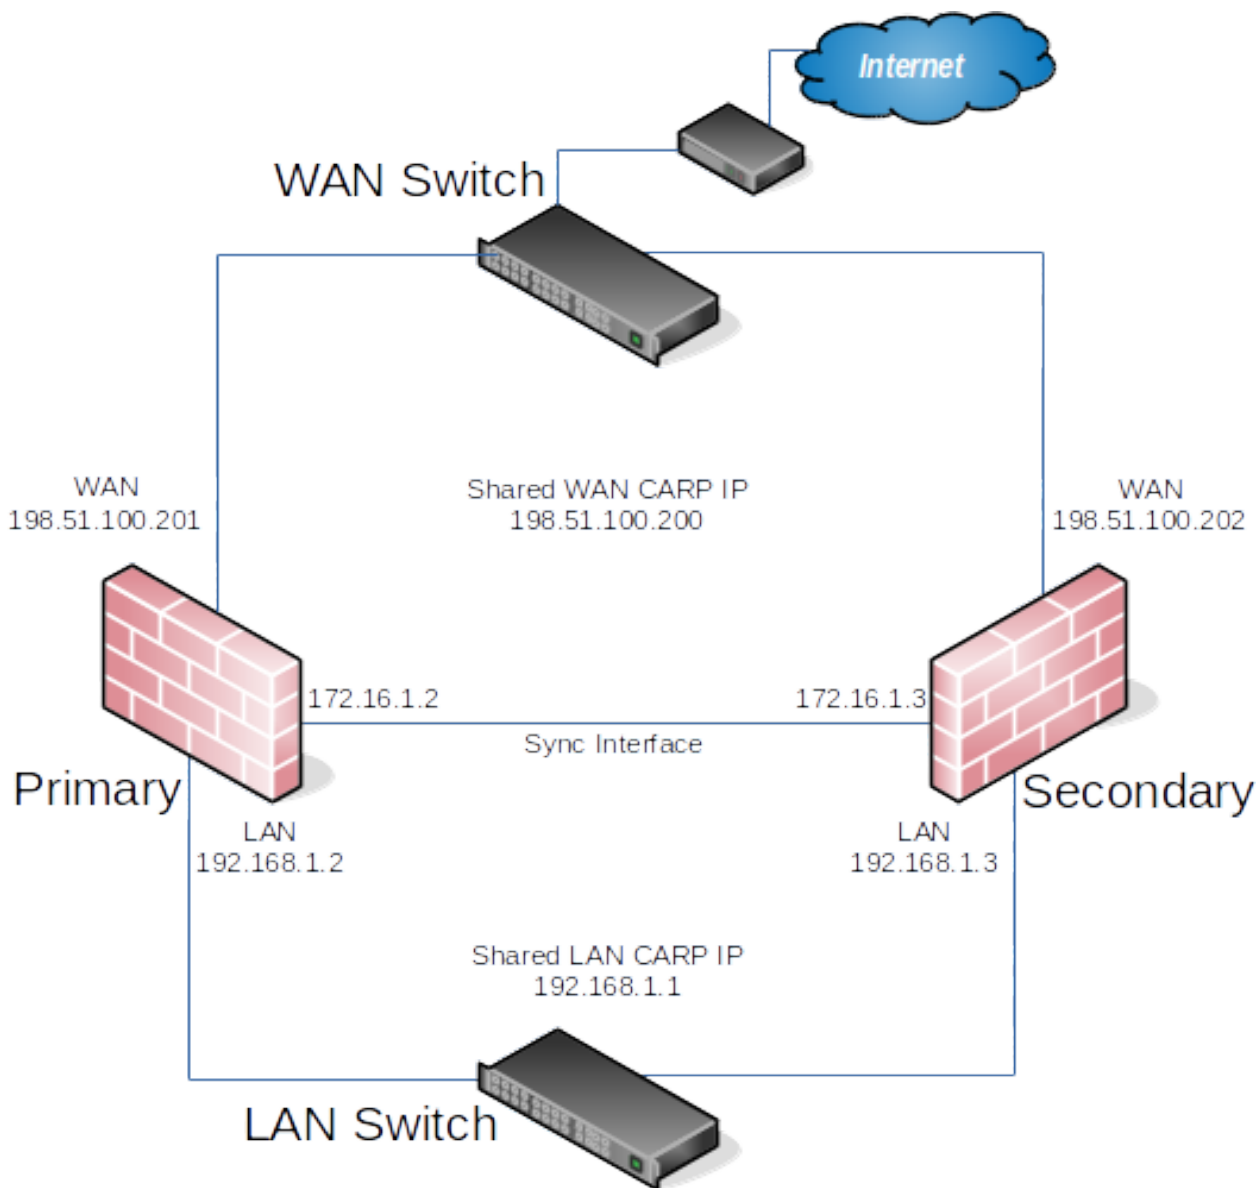 Internet
WAN Switch
WAN
198.51.100.201
Shared WAN CARP IP
198.51.100.200
WAN
198.51.100.202
172.16.1.2
172.16.1.3
Sync Interface
Primary
Secondary
LAN
192.168.1.2
LAN
192.168.1.3
Shared LAN CARP IP
192.168.1.1
LAN Switch